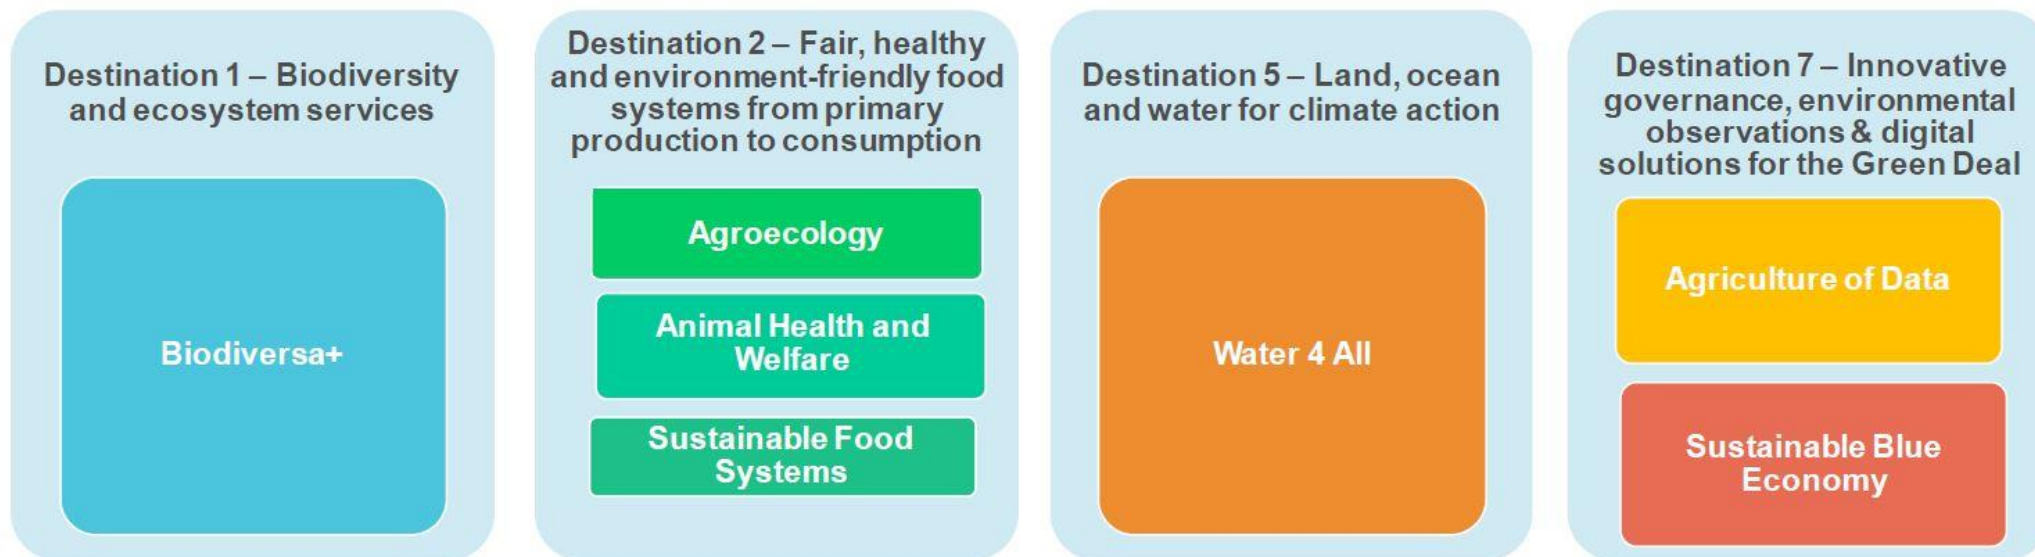 Destination 1 – Biodiversity
and ecosystem services
Biodiversa+
Destination 2 – Fair, healthy
and environment-friendly food
systems from primary
production to consumption
Agroecology
Animal Health and
Welfare
Sustainable Food
Systems
Destination 5 – Land, ocean
and water for climate action
Water 4 All
Destination 7 – Innovative
governance, environmental
observations & digital
solutions for the Green Deal
Agriculture of Data
Sustainable Blue
Economy